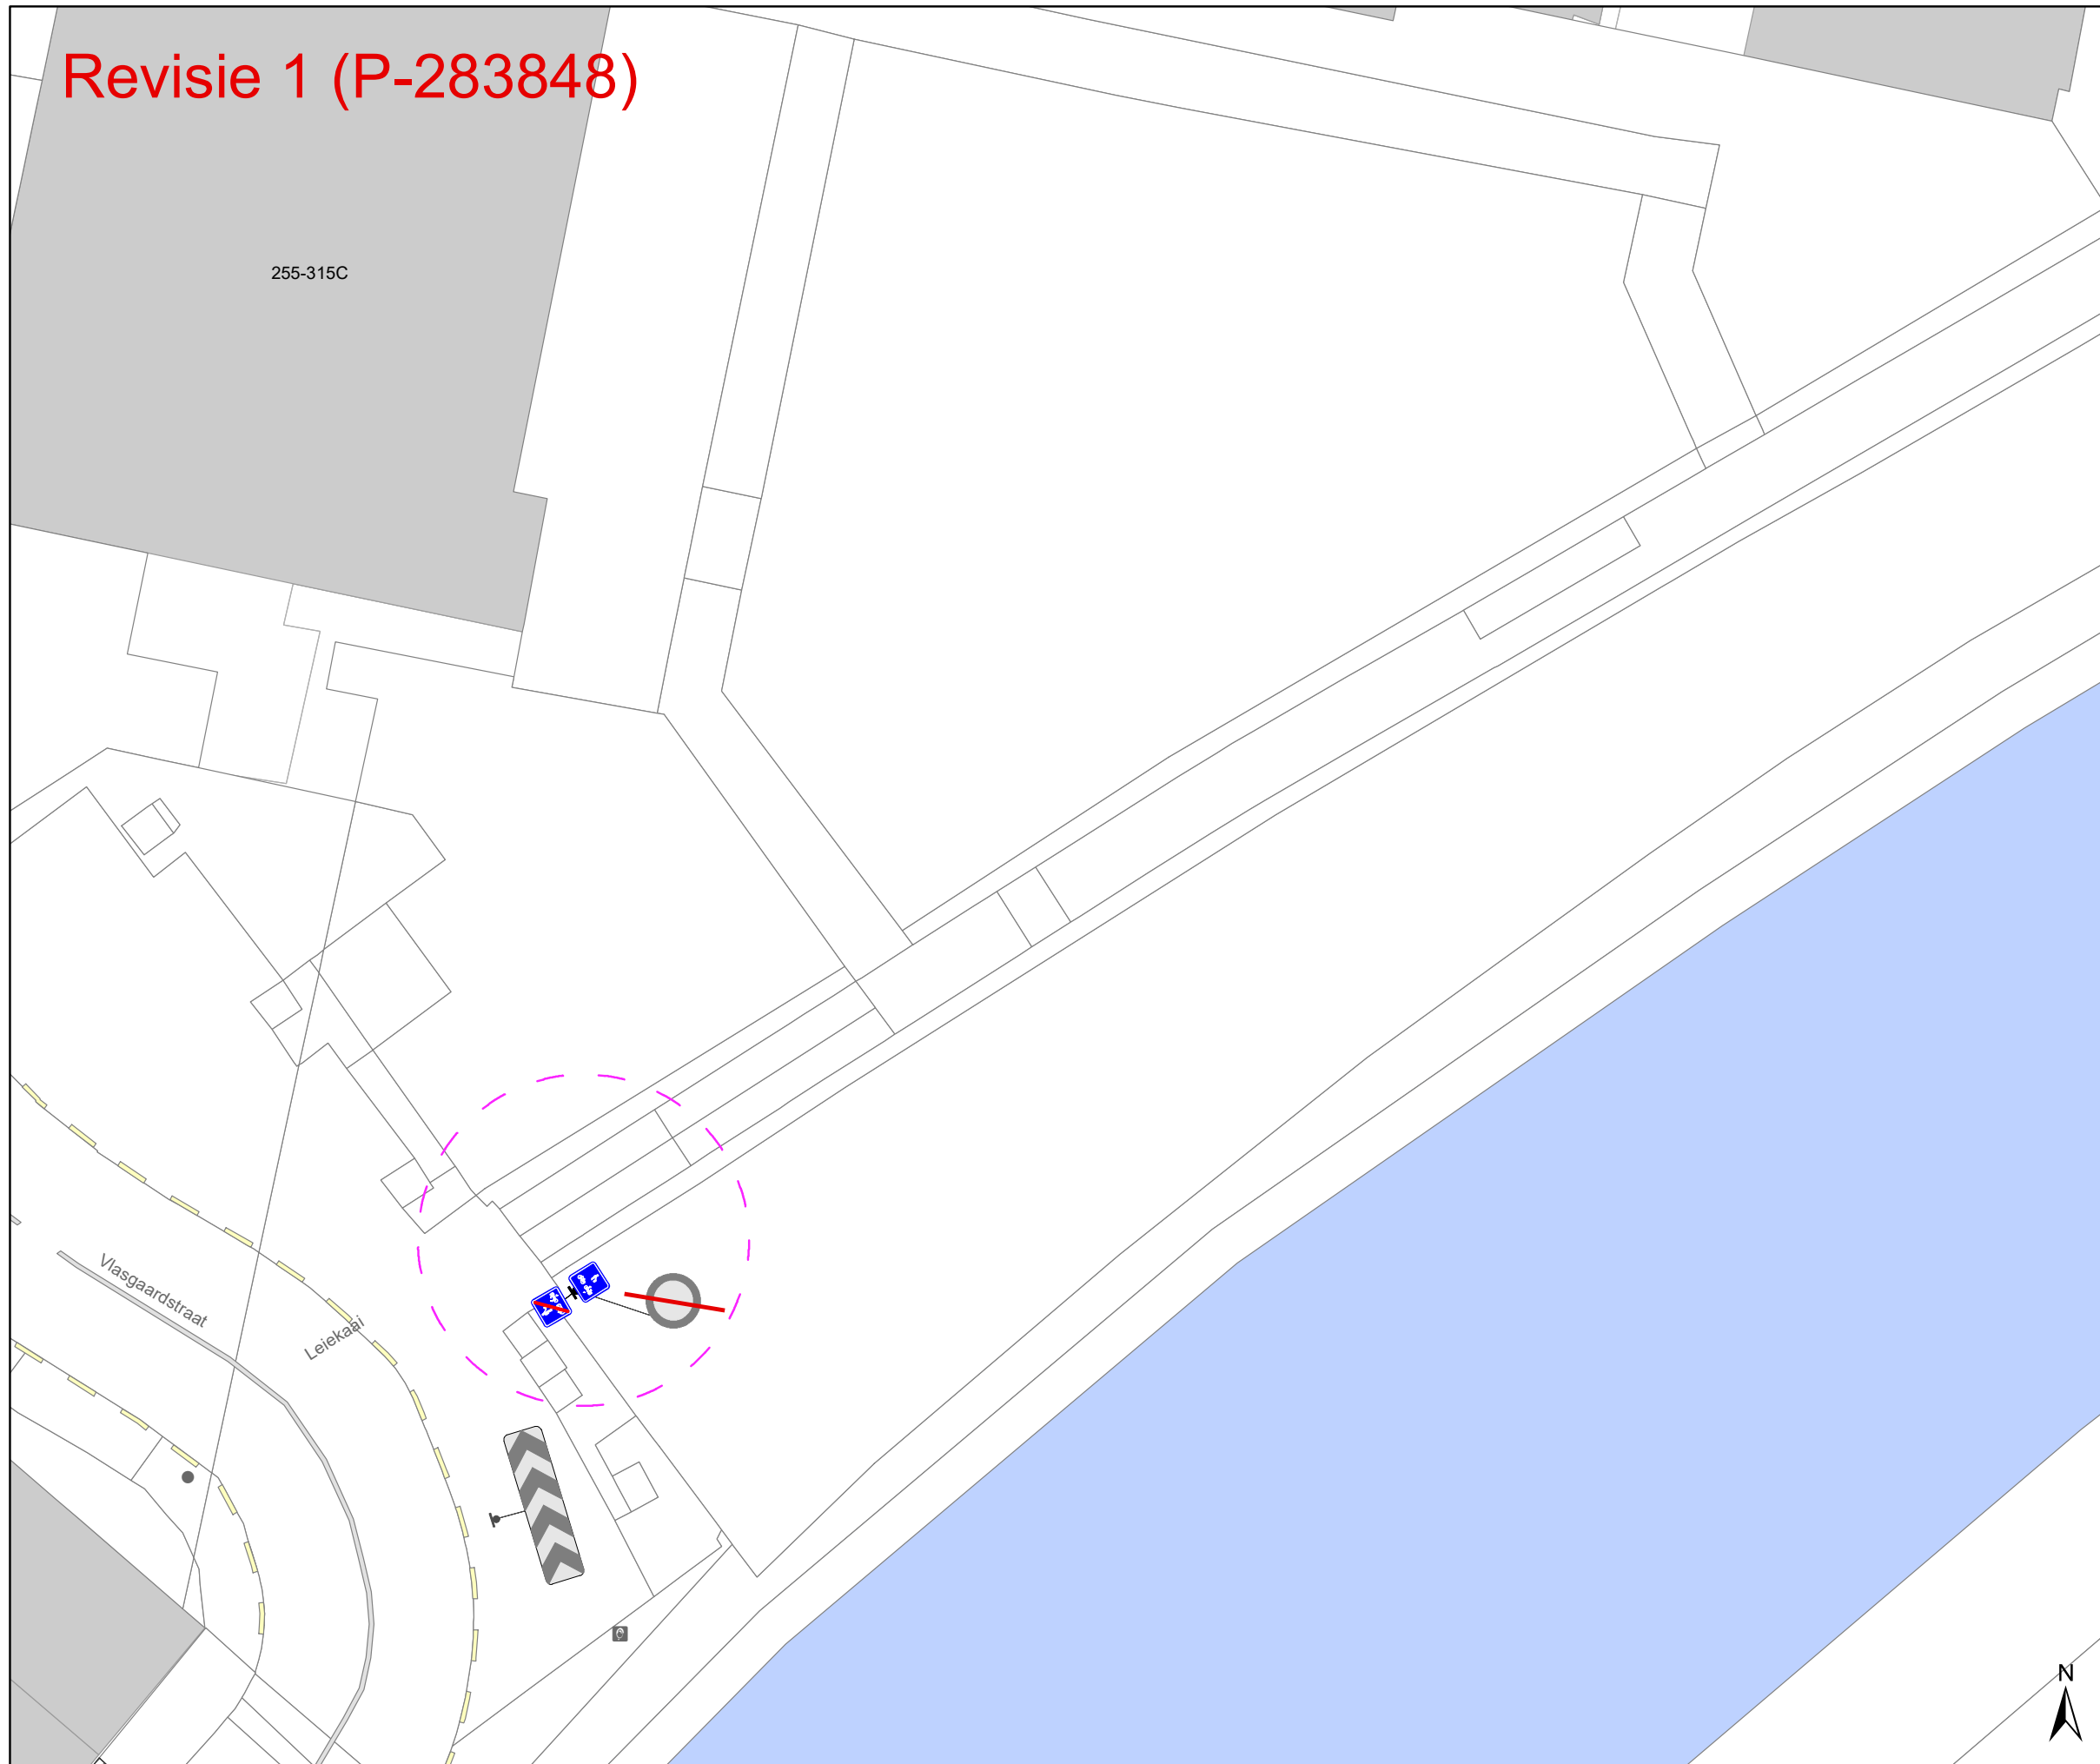 Revisie 1 (P-283848)
255-315C
Vlasgaardstraat
Leiekaai
N